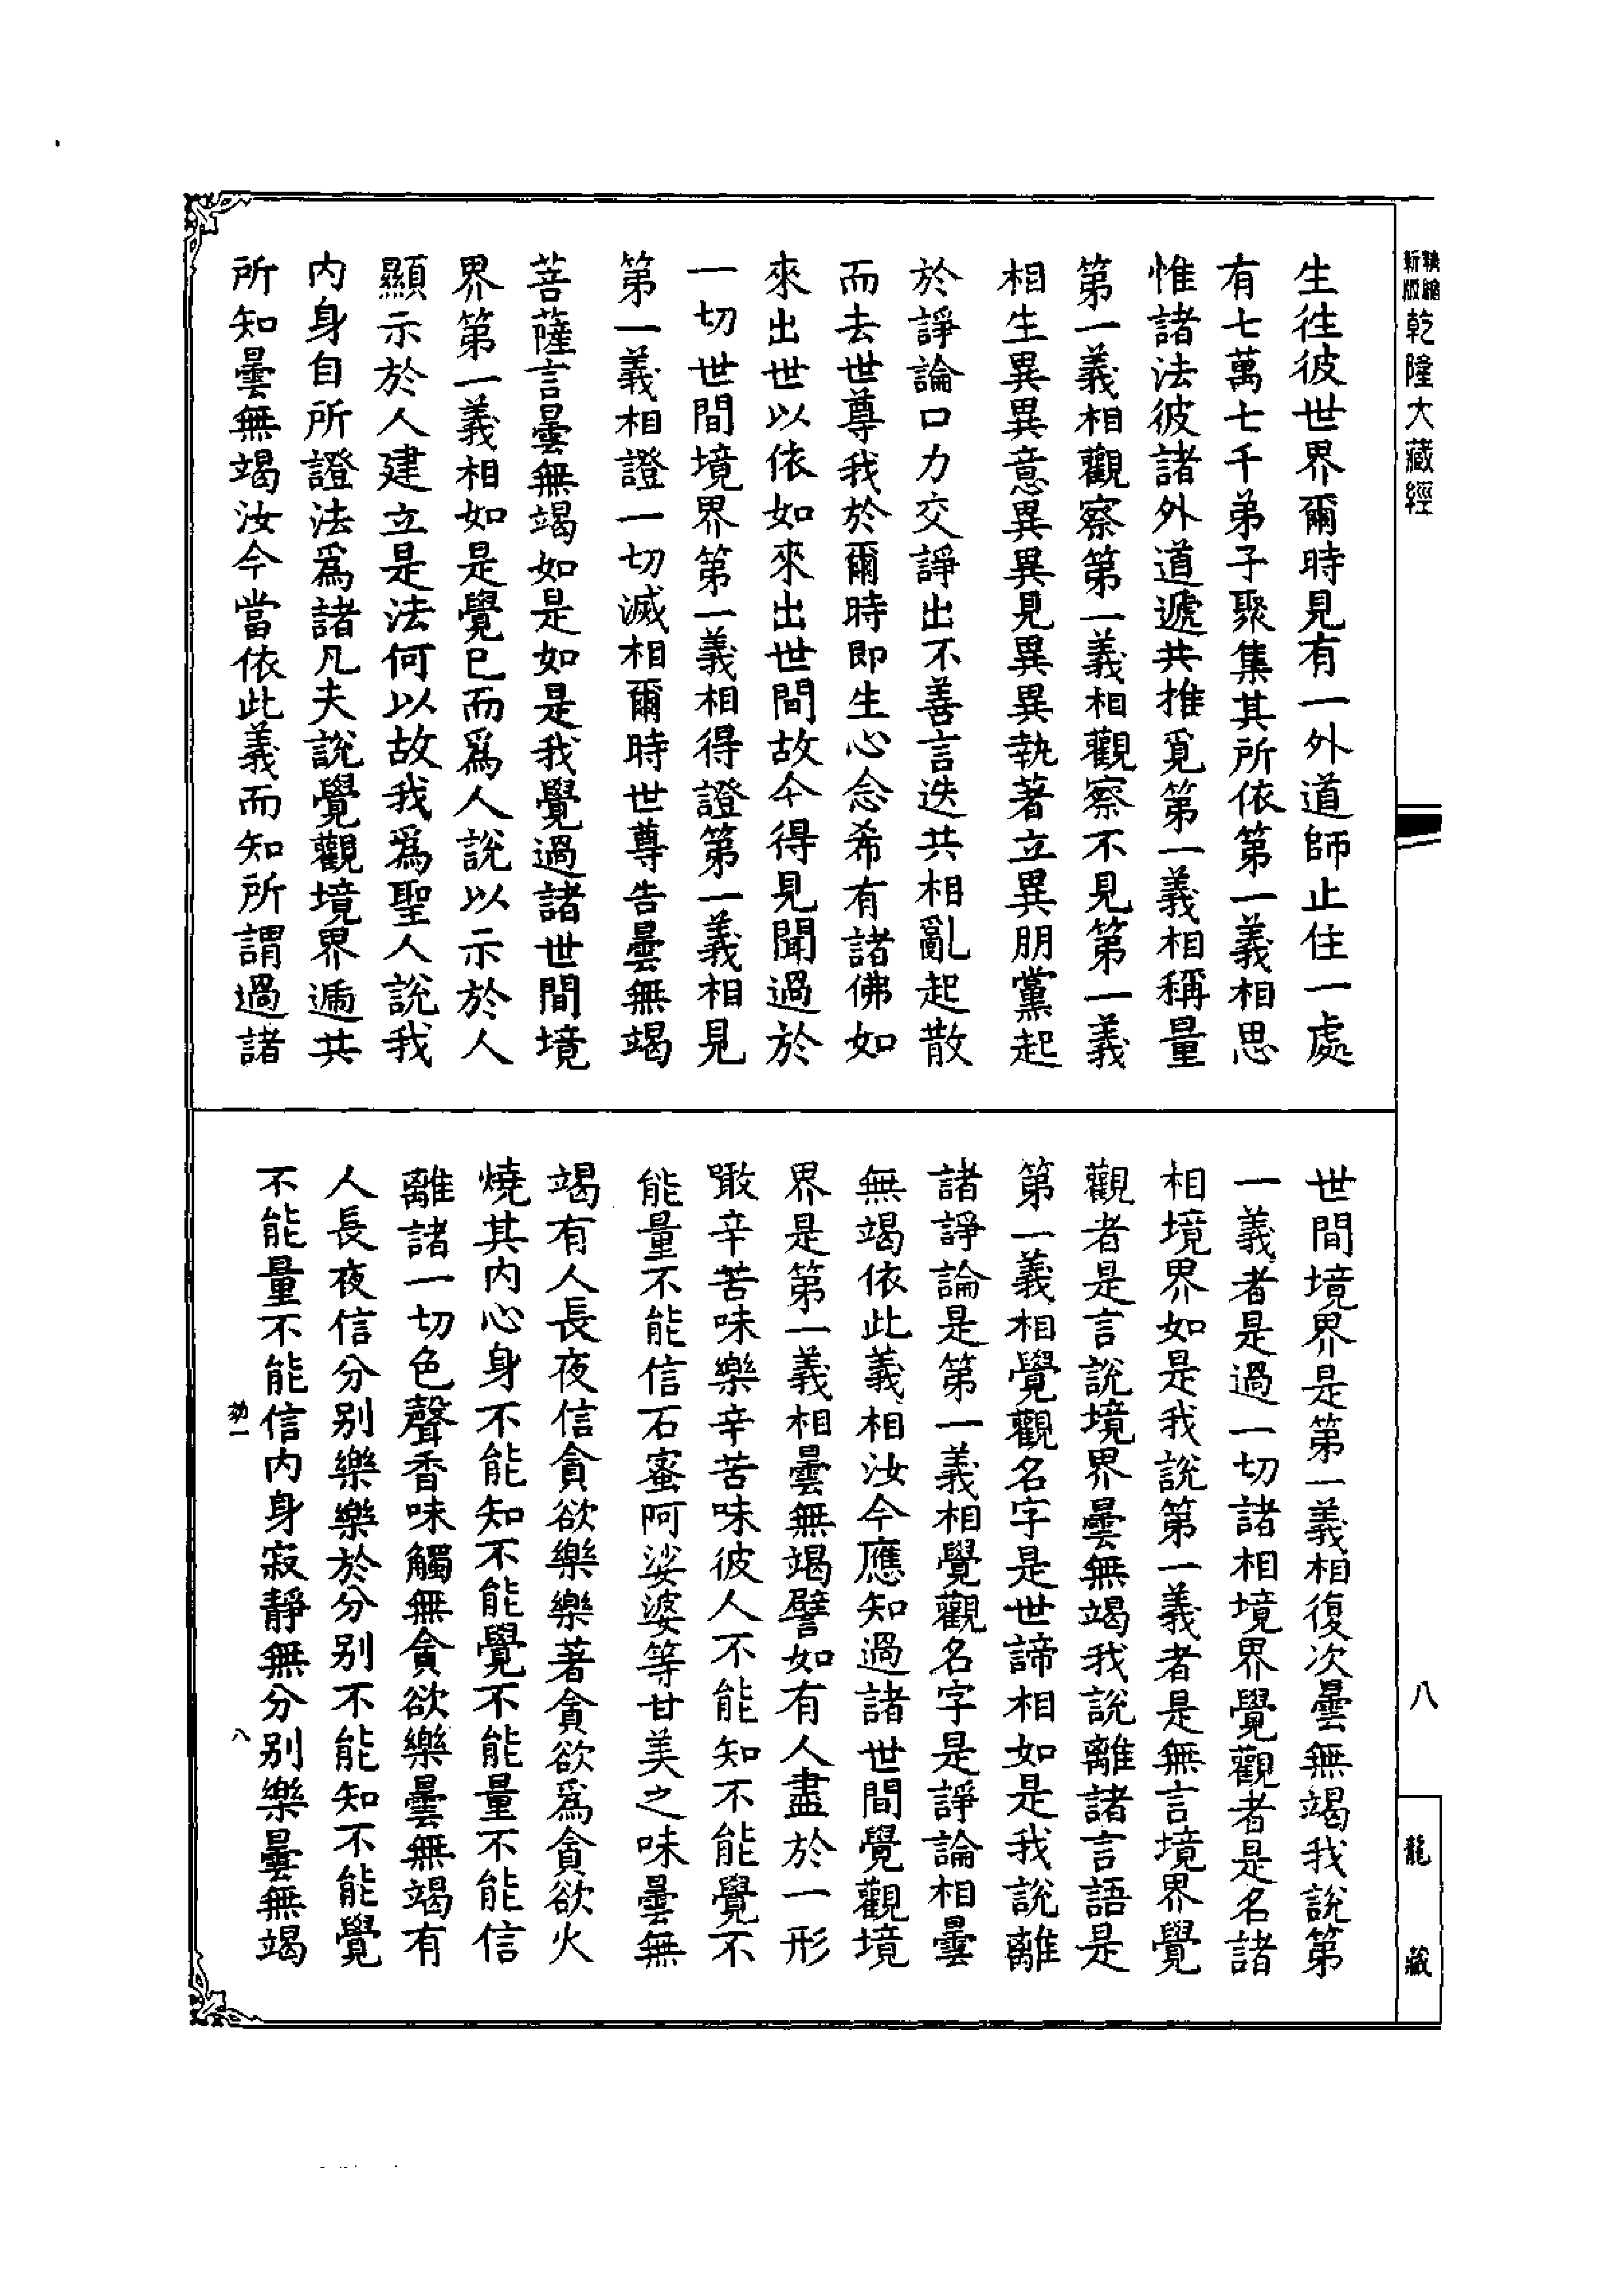 新版乾隆大藏經
生徃彼世界爾時見有一外道師止住一處
有七萬七千弟子聚集其所依第一義相思
惟諸法彼諸外道遞共推覓第一義相稱量
第一義相觀察第一義相觀察不見第一義
相生異異意異異見異異執著立異朋黨起
於諍論口力交諍出不善言迭共相亂起散
而去世尊我於爾時即生心念希有諸佛如
來出世以依如來出世間故今得見聞過於
一切世間境界第一義相得證第一義相見
第一義相證一切滅相爾時世尊告曇無竭
菩薩言曇無竭如是如是我覺過諸世間境
界第一義相如是覺已而爲人說以示於人
顯示於人建立是法何以故我爲聖人說我
内身自所證法爲諸凡夫說覺觀境界遞共
所知曇無竭汝今當依此義而知所謂過諸
世間境界是第一義相復次曇無竭我說第
一義者是過一切諸相境界覺觀者是名諸
相境界如是我說第一義者是無言境界覺
觀者是言說境界曇無竭我說離諸言語是
第一義相覺觀名字是世諦相如是我說離
諸諍論是第一義相覺觀名字是諍論相曇
無竭依此義相汝今應知過諸世間覺觀境
界是第一義相曇無竭譬如有人盡於一形
噉辛苦味樂辛苦味彼人不能知不能覺不
能量不能信石蜜阿娑婆等甘美之味曇無
竭有人長夜信貪欲樂樂著貪欲爲貪欲火
燒其内心身不能知不能覺不能量不能信
離諸一切色聲香味觸無貪欲樂曇無竭有
人長夜信分别樂樂於分别不能知不能覺
不能量不能信内身寂靜無分别樂曇無竭
八
八
龍藏